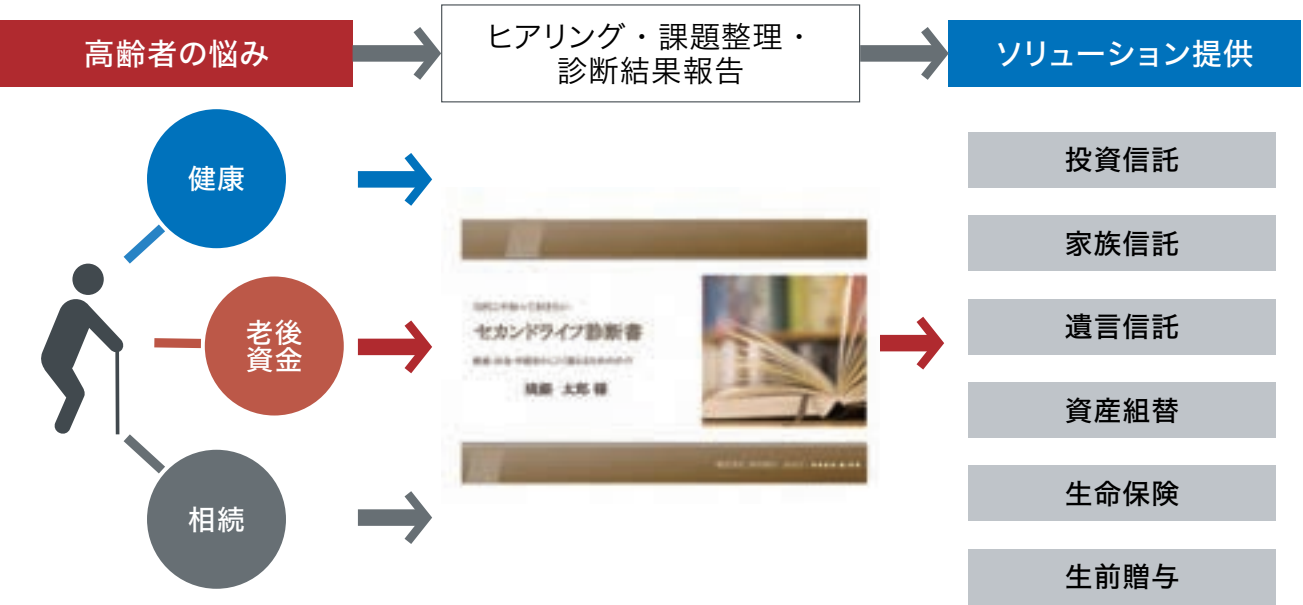 高齢者の悩み
ヒアリング・課題整理・
診断結果報告
ソリューション提供
健康
老後
資金
相続
セカンドライフ診断書
太郎 様
投資信託
家族信託
遺言信託
資産組替
生命保険
生前贈与